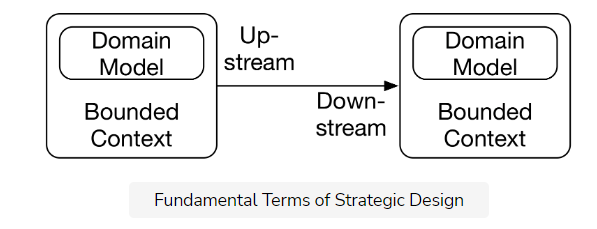 Domain
Model
Bounded
Context
Up-
stream
Down-
stream
Domain
Model
Bounded
Context
Fundamental Terms of Strategic Design